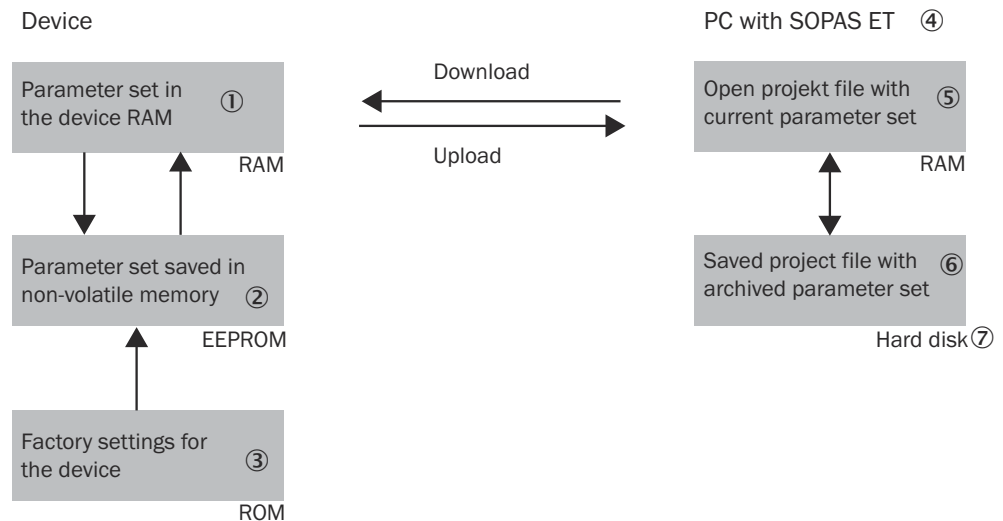 Device
PC with SOPAS ET ④
Parameter set in
the device RAM ①
RAM
Download
Upload
Open projekt file with
current parameter set ⑤
RAM
Parameter set saved in
non-volatile memory ②
EEPROM
Saved project file with ⑥
archived parameter set
Hard disk⑦
Factory settings for
the device ③
ROM